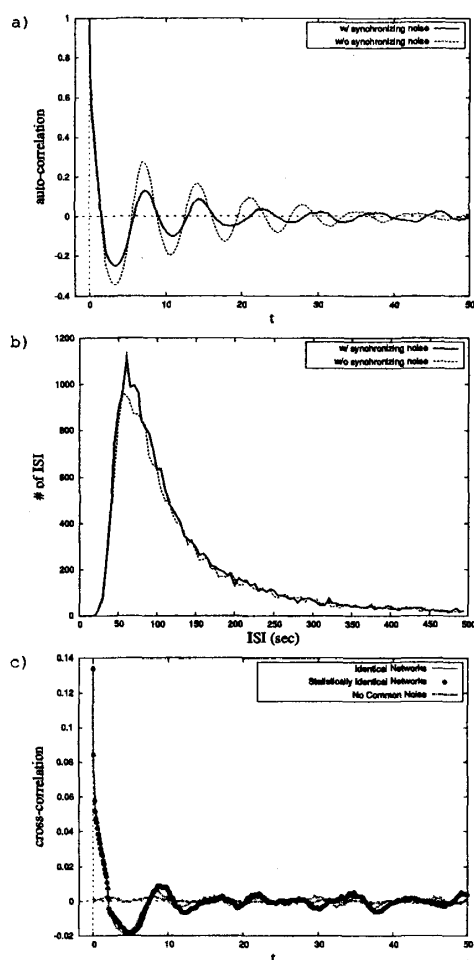 a)
1
0.8
0.6
0.4
0.2
0
-0.2
-0.4
auto-correlation
w/ synchronizing noise
w/o synchronizing noise
0
10
20
30
40
50
t
b)
1200
1000
800
600
400
200
0
# of ISI
w/ synchronizing noise
w/o synchronizing noise
0
50
100
150
200
250
300
350
400
450
500
ISI (sec)
c)
0.14
0.12
0.1
0.08
0.06
0.04
0.02
0
-0.02
cross-correlation
Identical Networks
Statistically Identical Networks
No Common Noise
0
10
20
30
40
50
t